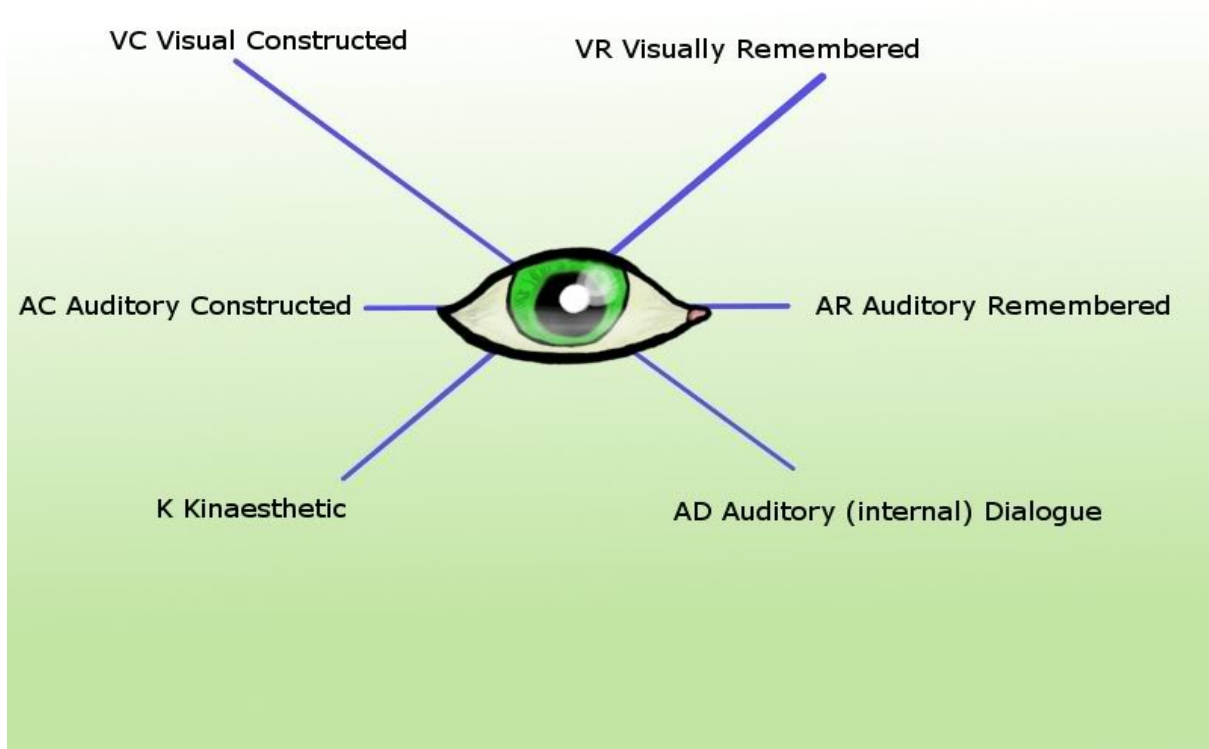 VC Visual Constructed
VR Visually Remembered
AC Auditory Constructed
AR Auditory Remembered
K Kinaesthetic
AD Auditory (internal) Dialogue